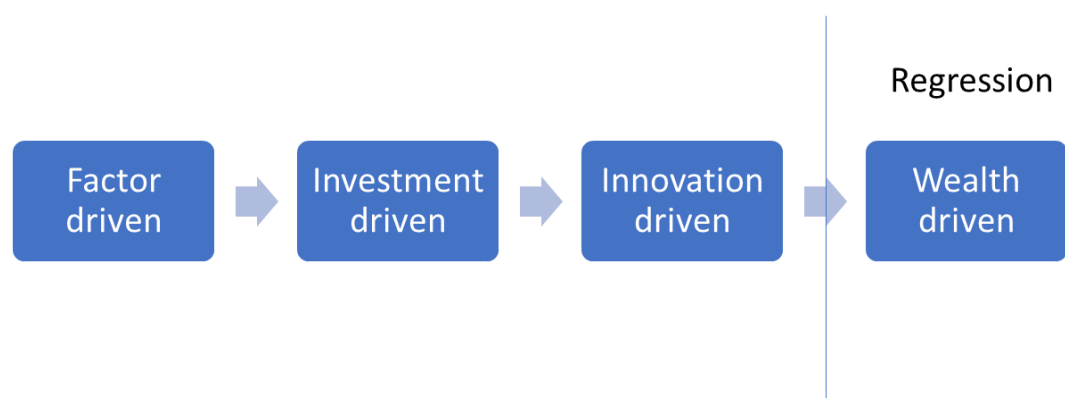 Regression
Factor
driven
Investment
driven
Innovation
driven
Wealth
driven